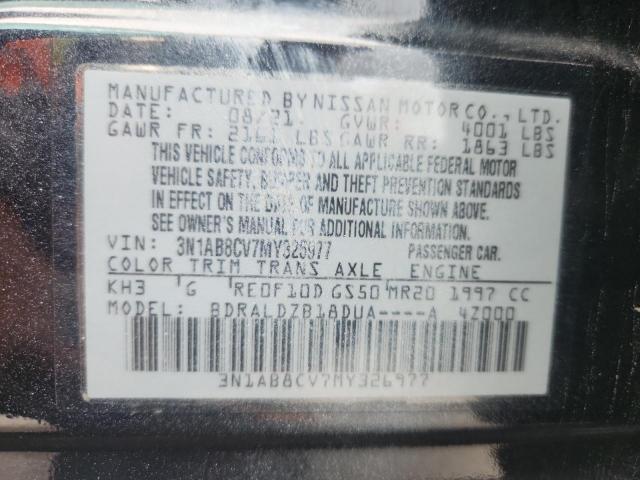 MANUFACTURED BY NISSAN MOTOR CO., LTD.
DATE: 08/21 GVWR: 4001 LBS
GAWR FR: 2161 LBS GAWR RR: 1863 LBS
THIS VEHICLE CONFORMS TO ALL APPLICABLE FEDERAL MOTOR
VEHICLE SAFETY, BUMPER AND THEFT PREVENTION STANDARDS
IN EFFECT ON THE DATE OF MANUFACTURE SHOWN ABOVE.
SEE OWNER'S MANUAL FOR ADDITIONAL INFORMATION.
VIN: 3N1AB8CV7MY326977 PASSENGER CAR.
COLOR TRIM TRANS AXLE ENGINE
KH3 G RE0F10D GS50 MR20 1997 CC
MODEL: BDRALDZB18DUA----A 4Z000
3N1AB8CV7MY326977